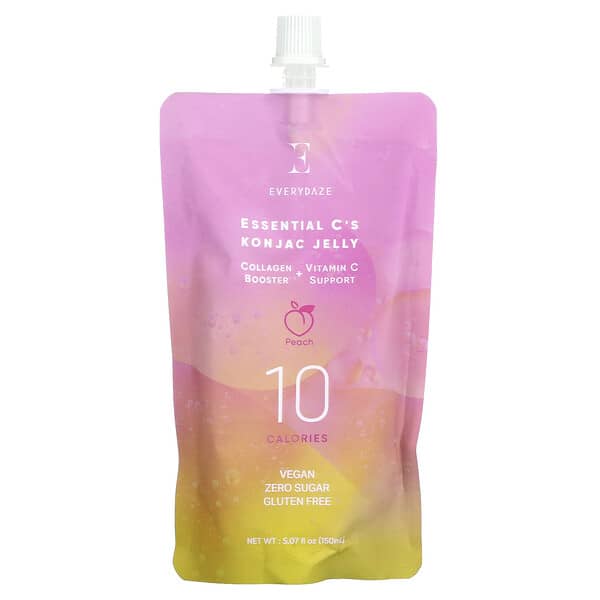 E
EVERYDAZE
ESSENTIAL C'S
KONJAC JELLY
COLLAGEN BOOSTER + VITAMIN C SUPPORT
Peach
10
CALORIES
VEGAN
ZERO SUGAR
GLUTEN FREE
NET WT : 5.07 fl oz (150ml)